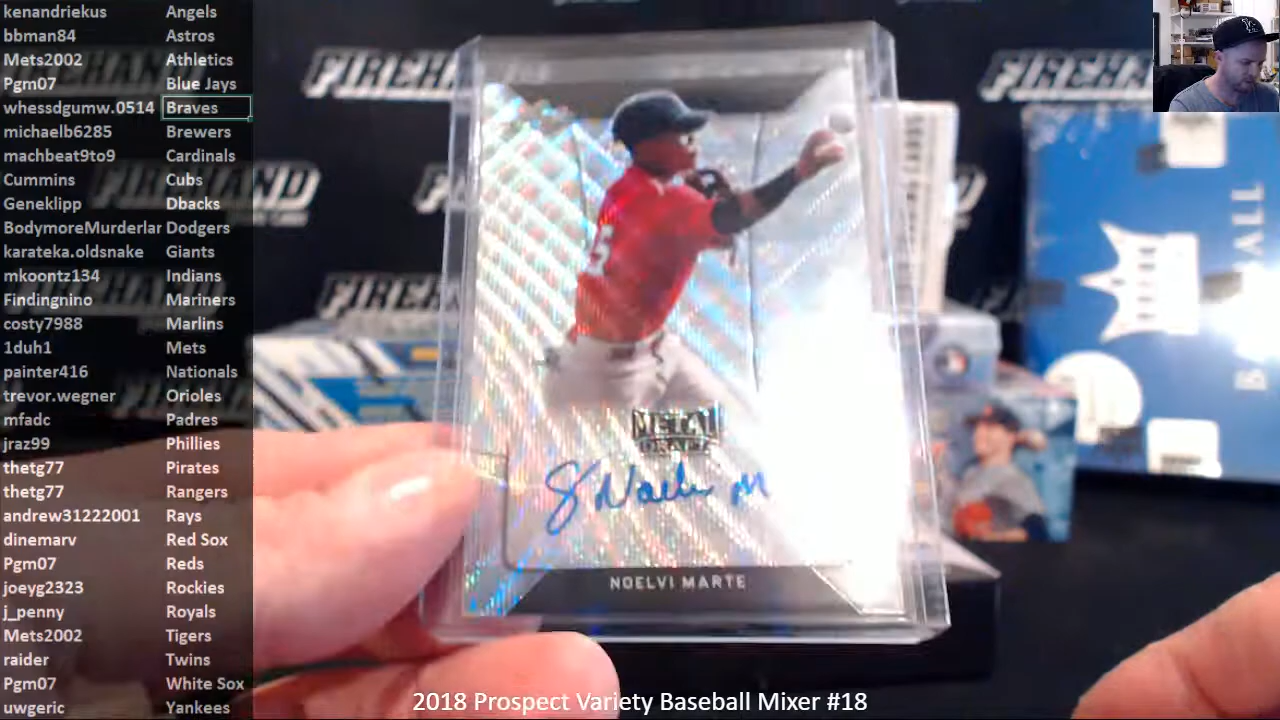 kenandriekus Angels
bbman84 Astros
Mets2002 Athletics
Pgm07 Blue Jays
whessdgumw.0514 Braves
michaelb6285 Brewers
machbeat9to9 Cardinals
Cummins Cubs
Geneklipp Dbacks
BodymoreMurderlar Dodgers
karateka.oldsnake Giants
mkoontz134 Indians
Findingnino Mariners
costy7988 Marlins
1duh1 Mets
painter416 Nationals
trevor.wegner Orioles
mfadc Padres
jraz99 Phillies
thetg77 Pirates
thetg77 Rangers
andrew31222001 Rays
dinemarv Red Sox
Pgm07 Reds
joeyg2323 Rockies
j_penny Royals
Mets2002 Tigers
raider Twins
Pgm07 White Sox
uwgeric Yankees
FIREHAND
METAL
DRAFT
NOELVI MARTE
2018 Prospect Variety Baseball Mixer #18